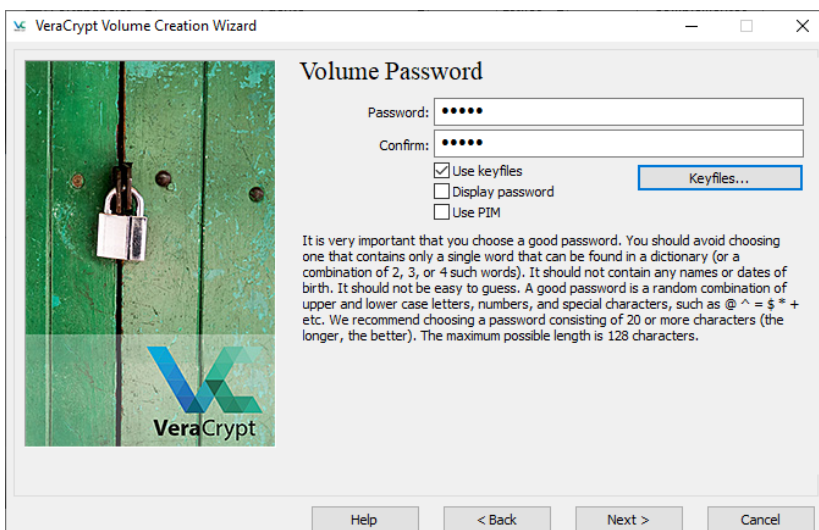 VeraCrypt Volume Creation Wizard
Volume Password
Password: •••••
Confirm: •••••
Use keyfiles
Keyfiles...
Display password
Use PIM
It is very important that you choose a good password. You should avoid choosing
one that contains only a single word that can be found in a dictionary (or a
combination of 2, 3, or 4 such words). It should not contain any names or dates of
birth. It should not be easy to guess. A good password is a random combination of
upper and lower case letters, numbers, and special characters, such as @ ^ = $ * +
etc. We recommend choosing a password consisting of 20 or more characters (the
longer, the better). The maximum possible length is 128 characters.
VeraCrypt
Help
< Back
Next >
Cancel